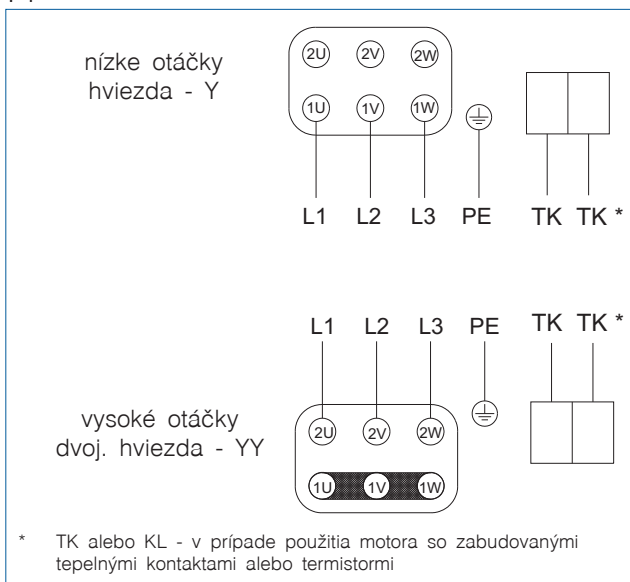 nízke otáčky
hviezda - Y
2U 2V 2W
1U 1V 1W
L1 L2 L3 PE TK TK *
L1 L2 L3 PE TK TK *
vysoké otáčky
dvoj. hviezda - YY
2U 2V 2W
1U 1V 1W
* TK alebo KL - v prípade použitia motora so zabudovanými
tepelnými kontaktami alebo termistormi